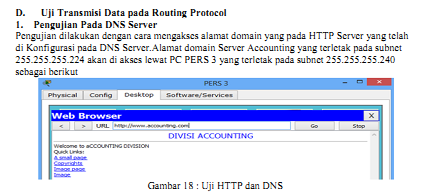 D. Uji Transmisi Data pada Routing Protocol
1. Pengujian Pada DNS Server
Pengujian dilakukan dengan cara mengakses alamat domain yang pada HTTP Server yang telah
di Konfigurasi pada DNS Server.Alamat domain Server Accounting yang terletak pada subnet
255.255.255.224 akan di akses lewat PC PERS 3 yang terletak pada subnet 255.255.255.240
sebagai berikut
PERS 3
Physical Config Desktop Software/Services
Web Browser X
< > URL http://www.accounting.com Go Stop
DIVISI ACCOUNTING
Welcome to aCCOUNTING DIVISION
Quick Links:
A small page
Copyrights
Image page
Image
Gambar 18 : Uji HTTP dan DNS